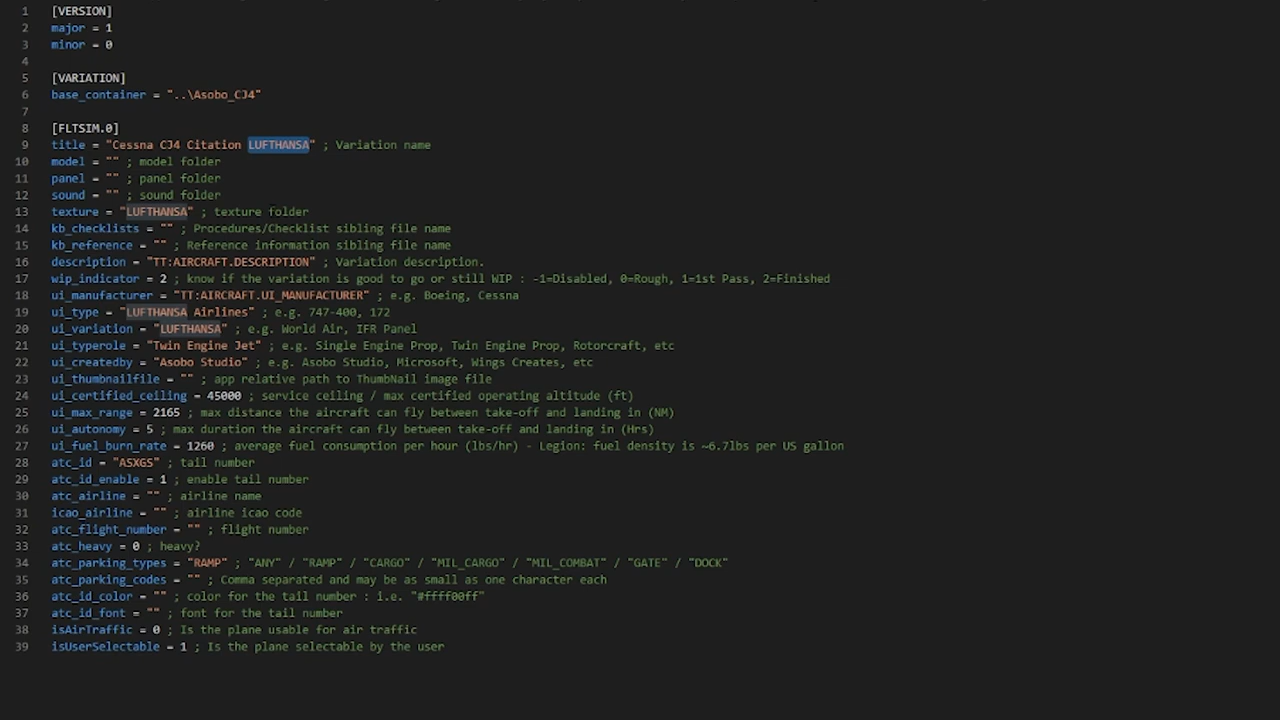 1 [VERSION]
2 major = 1
3 minor = 0
4
5 [VARIATION]
6 base_container = "..\Asobo_CJ4"
7
8 [FLTSIM.0]
9 title = "Cessna CJ4 Citation LUFTHANSA" ; Variation name
10 model = "" ; model folder
11 panel = "" ; panel folder
12 sound = "" ; sound folder
13 texture = "LUFTHANSA" ; texture folder
14 kb_checklists = "" ; Procedures/Checklist sibling file name
15 kb_reference = "" ; Reference information sibling file name
16 description = "TT:AIRCRAFT.DESCRIPTION" ; Variation description.
17 wip_indicator = 2 ; know if the variation is good to go or still WIP : -1=Disabled, 0=Rough, 1=1st Pass, 2=Finished
18 ui_manufacturer = "TT:AIRCRAFT.UI_MANUFACTURER" ; e.g. Boeing, Cessna
19 ui_type = "LUFTHANSA Airlines" ; e.g. 747-400, 172
20 ui_variation = "LUFTHANSA" ; e.g. World Air, IFR Panel
21 ui_typerole = "Twin Engine Jet" ; e.g. Single Engine Prop, Twin Engine Prop, Rotorcraft, etc
22 ui_createdby = "Asobo Studio" ; e.g. Asobo Studio, Microsoft, Wings Creates, etc
23 ui_thumbnailfile = "" ; app relative path to ThumbNail image file
24 ui_certified_ceiling = 45000 ; service ceiling / max certified operating altitude (ft)
25 ui_max_range = 2165 ; max distance the aircraft can fly between take-off and landing in (NM)
26 ui_autonomy = 5 ; max duration the aircraft can fly between take-off and landing in (Hrs)
27 ui_fuel_burn_rate = 1260 ; average fuel consumption per hour (lbs/hr) - Legion: fuel density is ~6.7lbs per US gallon
28 atc_id = "ASXGS" ; tail number
29 atc_id_enable = 1 ; enable tail number
30 atc_airline = "" ; airline name
31 icao_airline = "" ; airline icao code
32 atc_flight_number = "" ; flight number
33 atc_heavy = 0 ; heavy?
34 atc_parking_types = "RAMP" ; "ANY" / "RAMP" / "CARGO" / "MIL_CARGO" / "MIL_COMBAT" / "GATE" / "DOCK"
35 atc_parking_codes = "" ; Comma separated and may be as small as one character each
36 atc_id_color = "" ; color for the tail number : i.e. "#ffff00ff"
37 atc_id_font = "" ; font for the tail number
38 isAirTraffic = 0 ; Is the plane usable for air traffic
39 isUserSelectable = 1 ; Is the plane selectable by the user